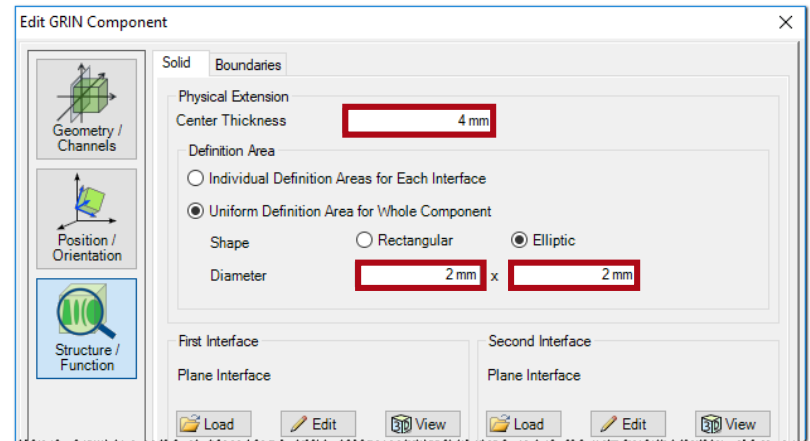 Edit GRIN Component
Solid
Boundaries
Geometry /
Channels
Position /
Orientation
Structure /
Function
Physical Extension
Center Thickness 4 mm
Definition Area
Individual Definition Areas for Each Interface
Uniform Definition Area for Whole Component
Shape Rectangular Elliptic
Diameter 2 mm x 2 mm
First Interface
Plane Interface
Load Edit 3D View
Second Interface
Plane Interface
Load Edit 3D View